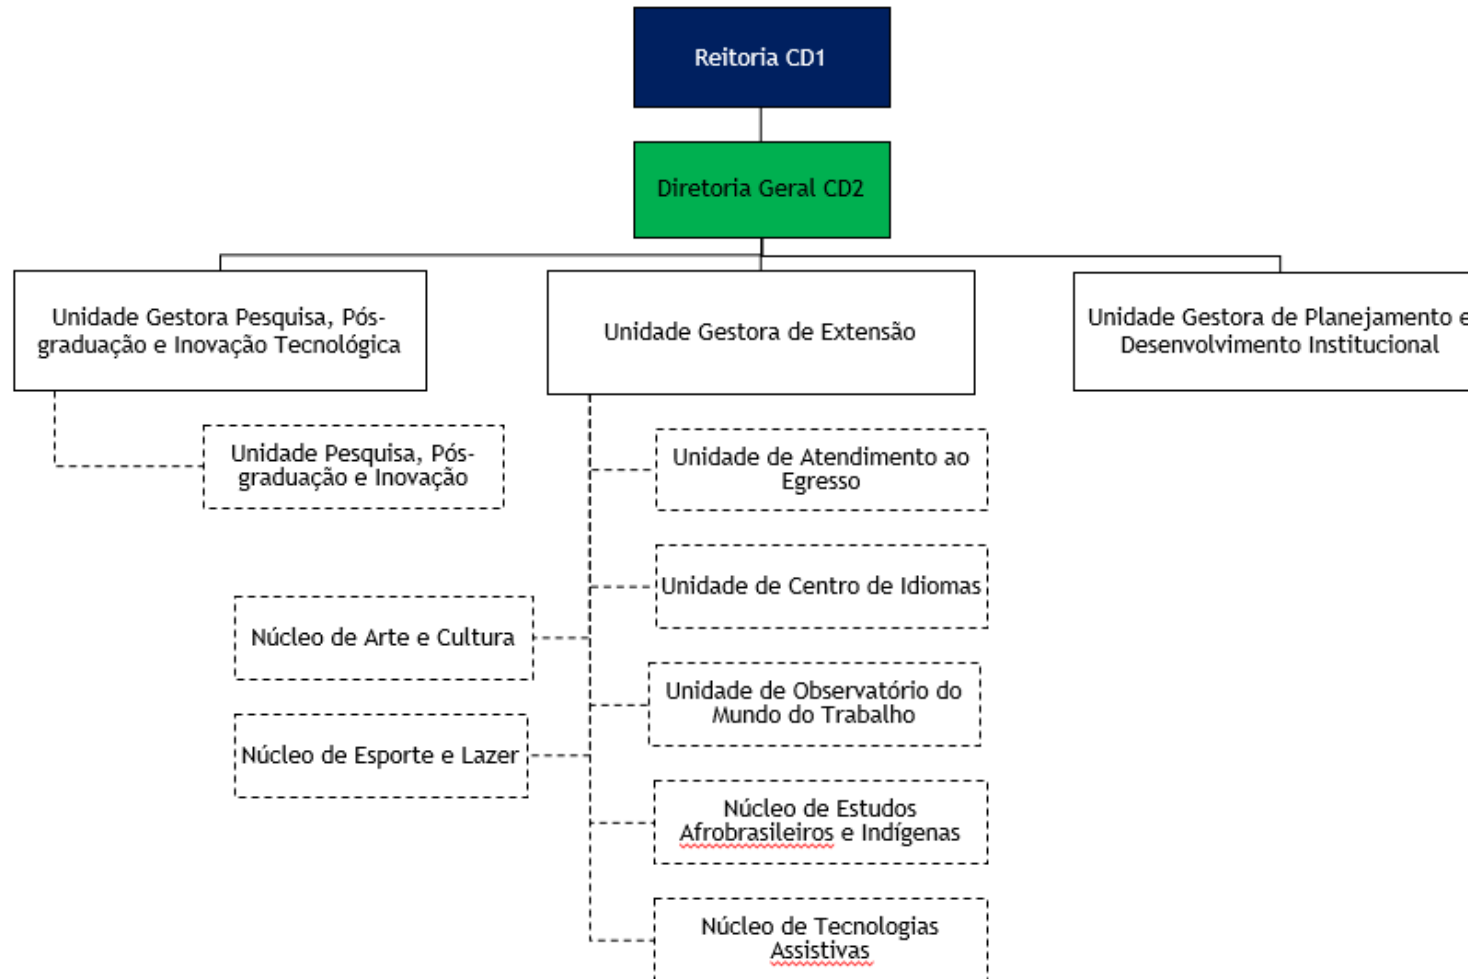 Reitoria CD1
Diretoria Geral CD2
Unidade Gestora Pesquisa, Pós-
graduação e Inovação Tecnológica
Unidade Gestora de Extensão
Unidade Gestora de Planejamento e
Desenvolvimento Institucional
Unidade Pesquisa, Pós-
graduação e Inovação
Unidade de Atendimento ao
Egresso
Unidade de Centro de Idiomas
Núcleo de Arte e Cultura
Unidade de Observatório do
Mundo do Trabalho
Núcleo de Esporte e Lazer
Núcleo de Estudos
Afrobrasileiros e Indígenas
Núcleo de Tecnologias
Assistivas